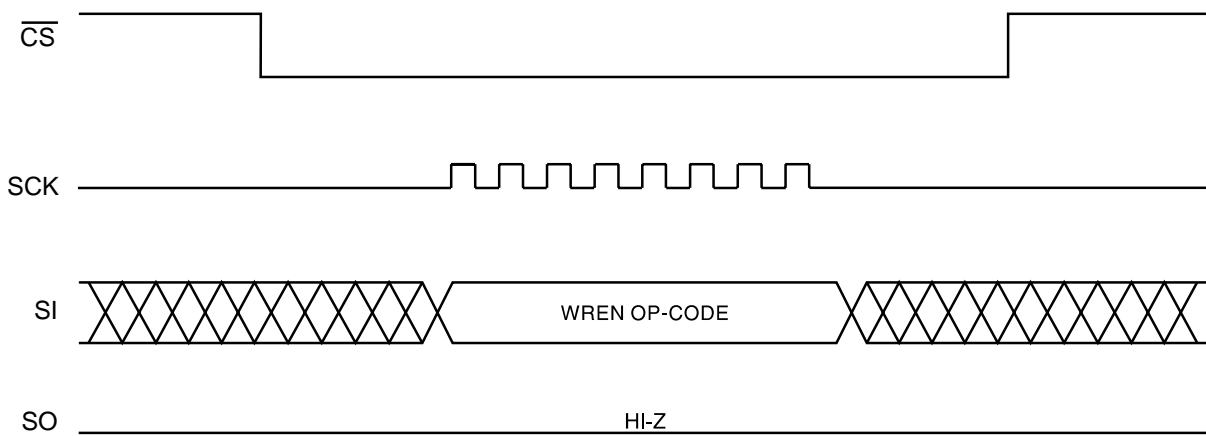 CS
SCK
SI
WREN OP-CODE
SO
HI-Z